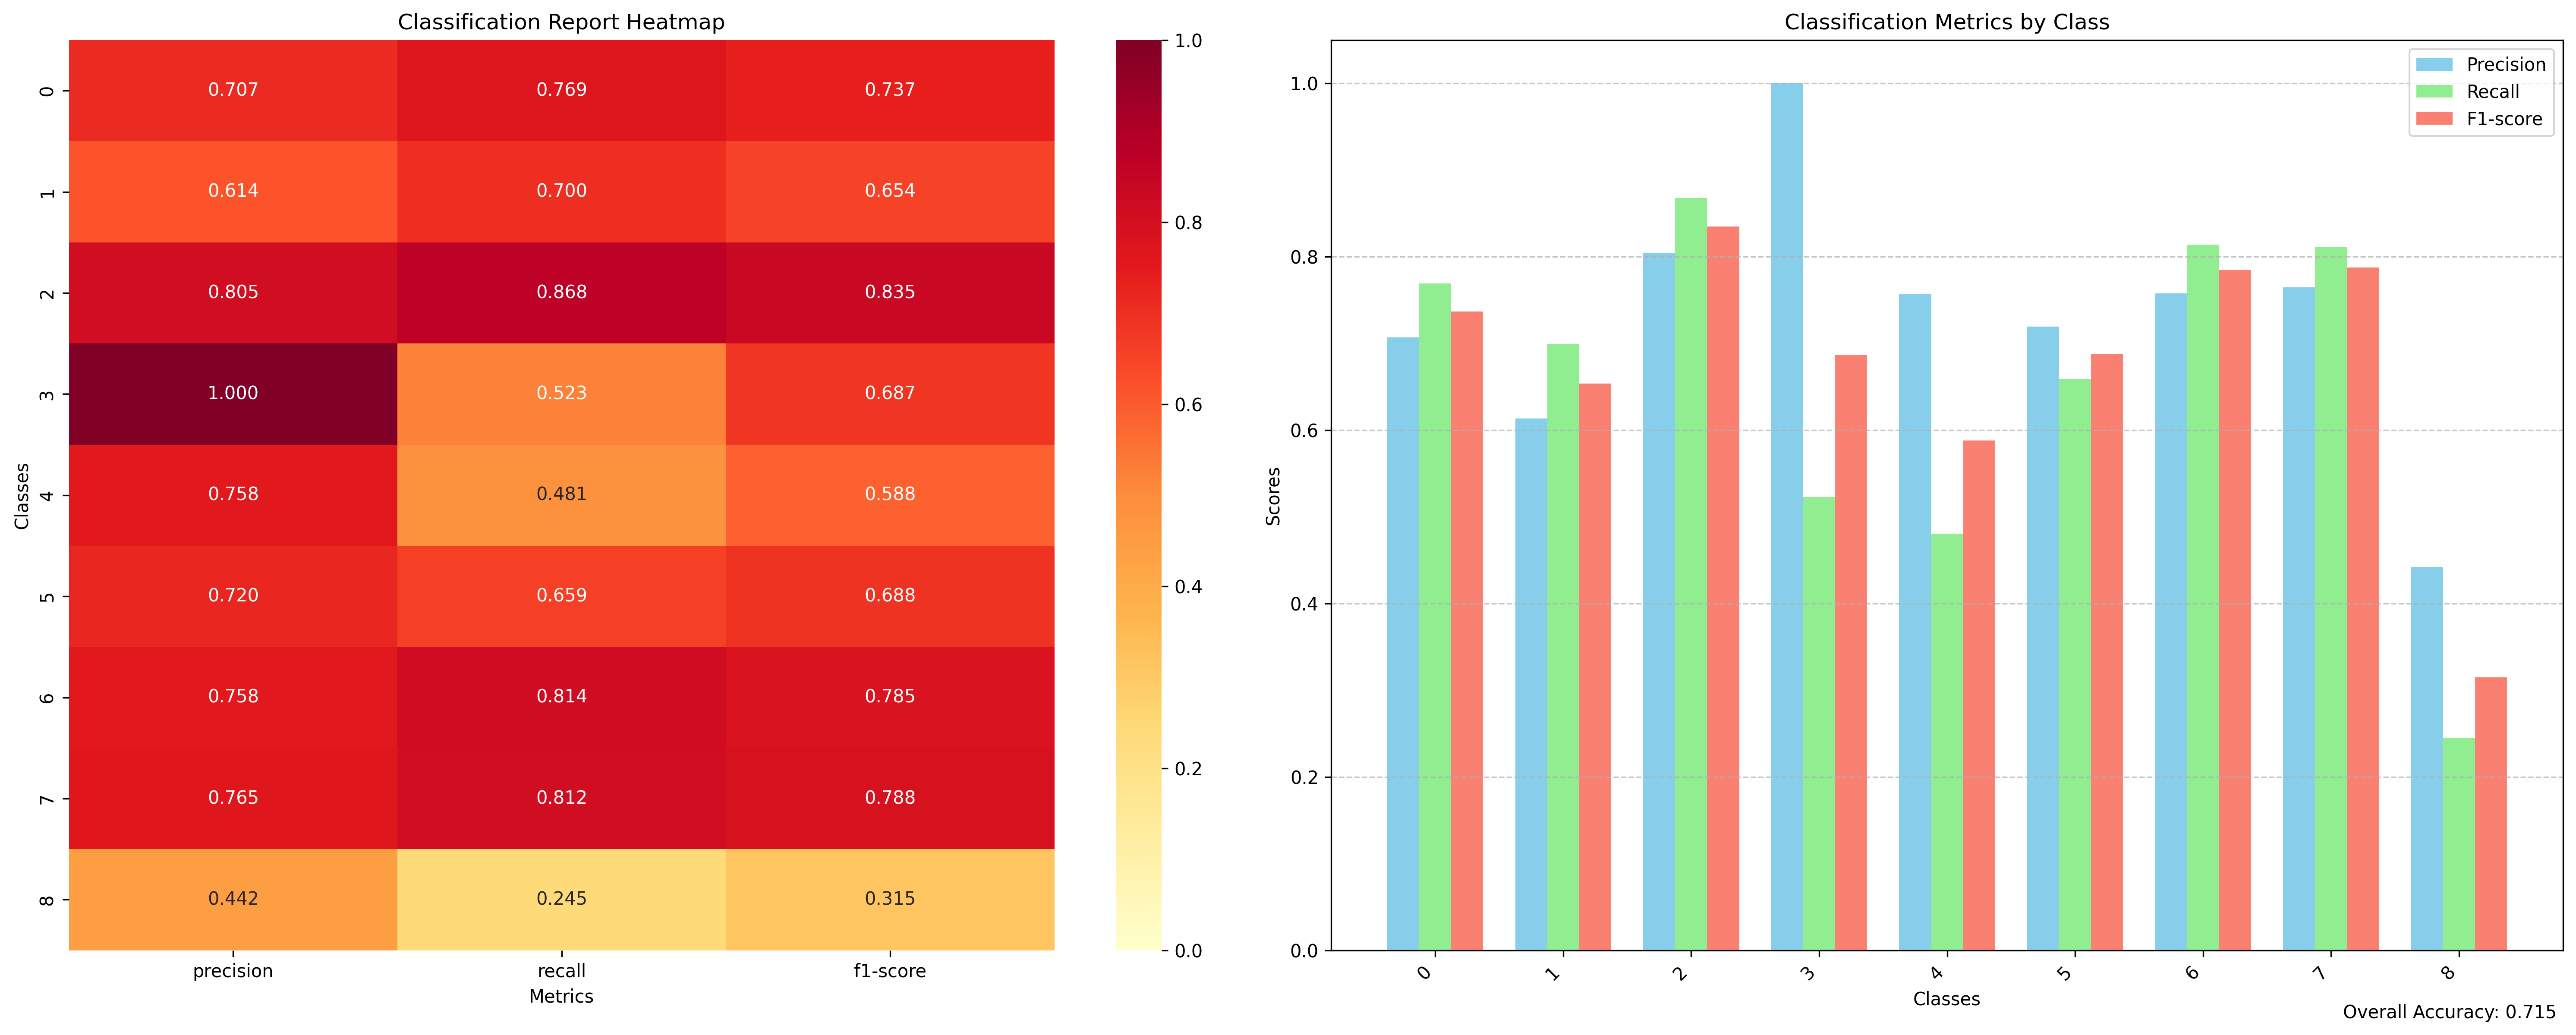 Classification Report Heatmap
0 0.707 0.769 0.737
1 0.614 0.700 0.654
2 0.805 0.868 0.835
3 1.000 0.523 0.687
4 0.758 0.481 0.588
5 0.720 0.659 0.688
6 0.758 0.814 0.785
7 0.765 0.812 0.788
8 0.442 0.245 0.315
Classes
precision recall f1-score
Metrics
1.0
0.8
0.6
0.4
0.2
0.0
Classification Metrics by Class
Precision
Recall
F1-score
1.0
0.8
0.6
0.4
0.2
0.0
Scores
0 1 2 3 4 5 6 7 8
Classes
Overall Accuracy: 0.715